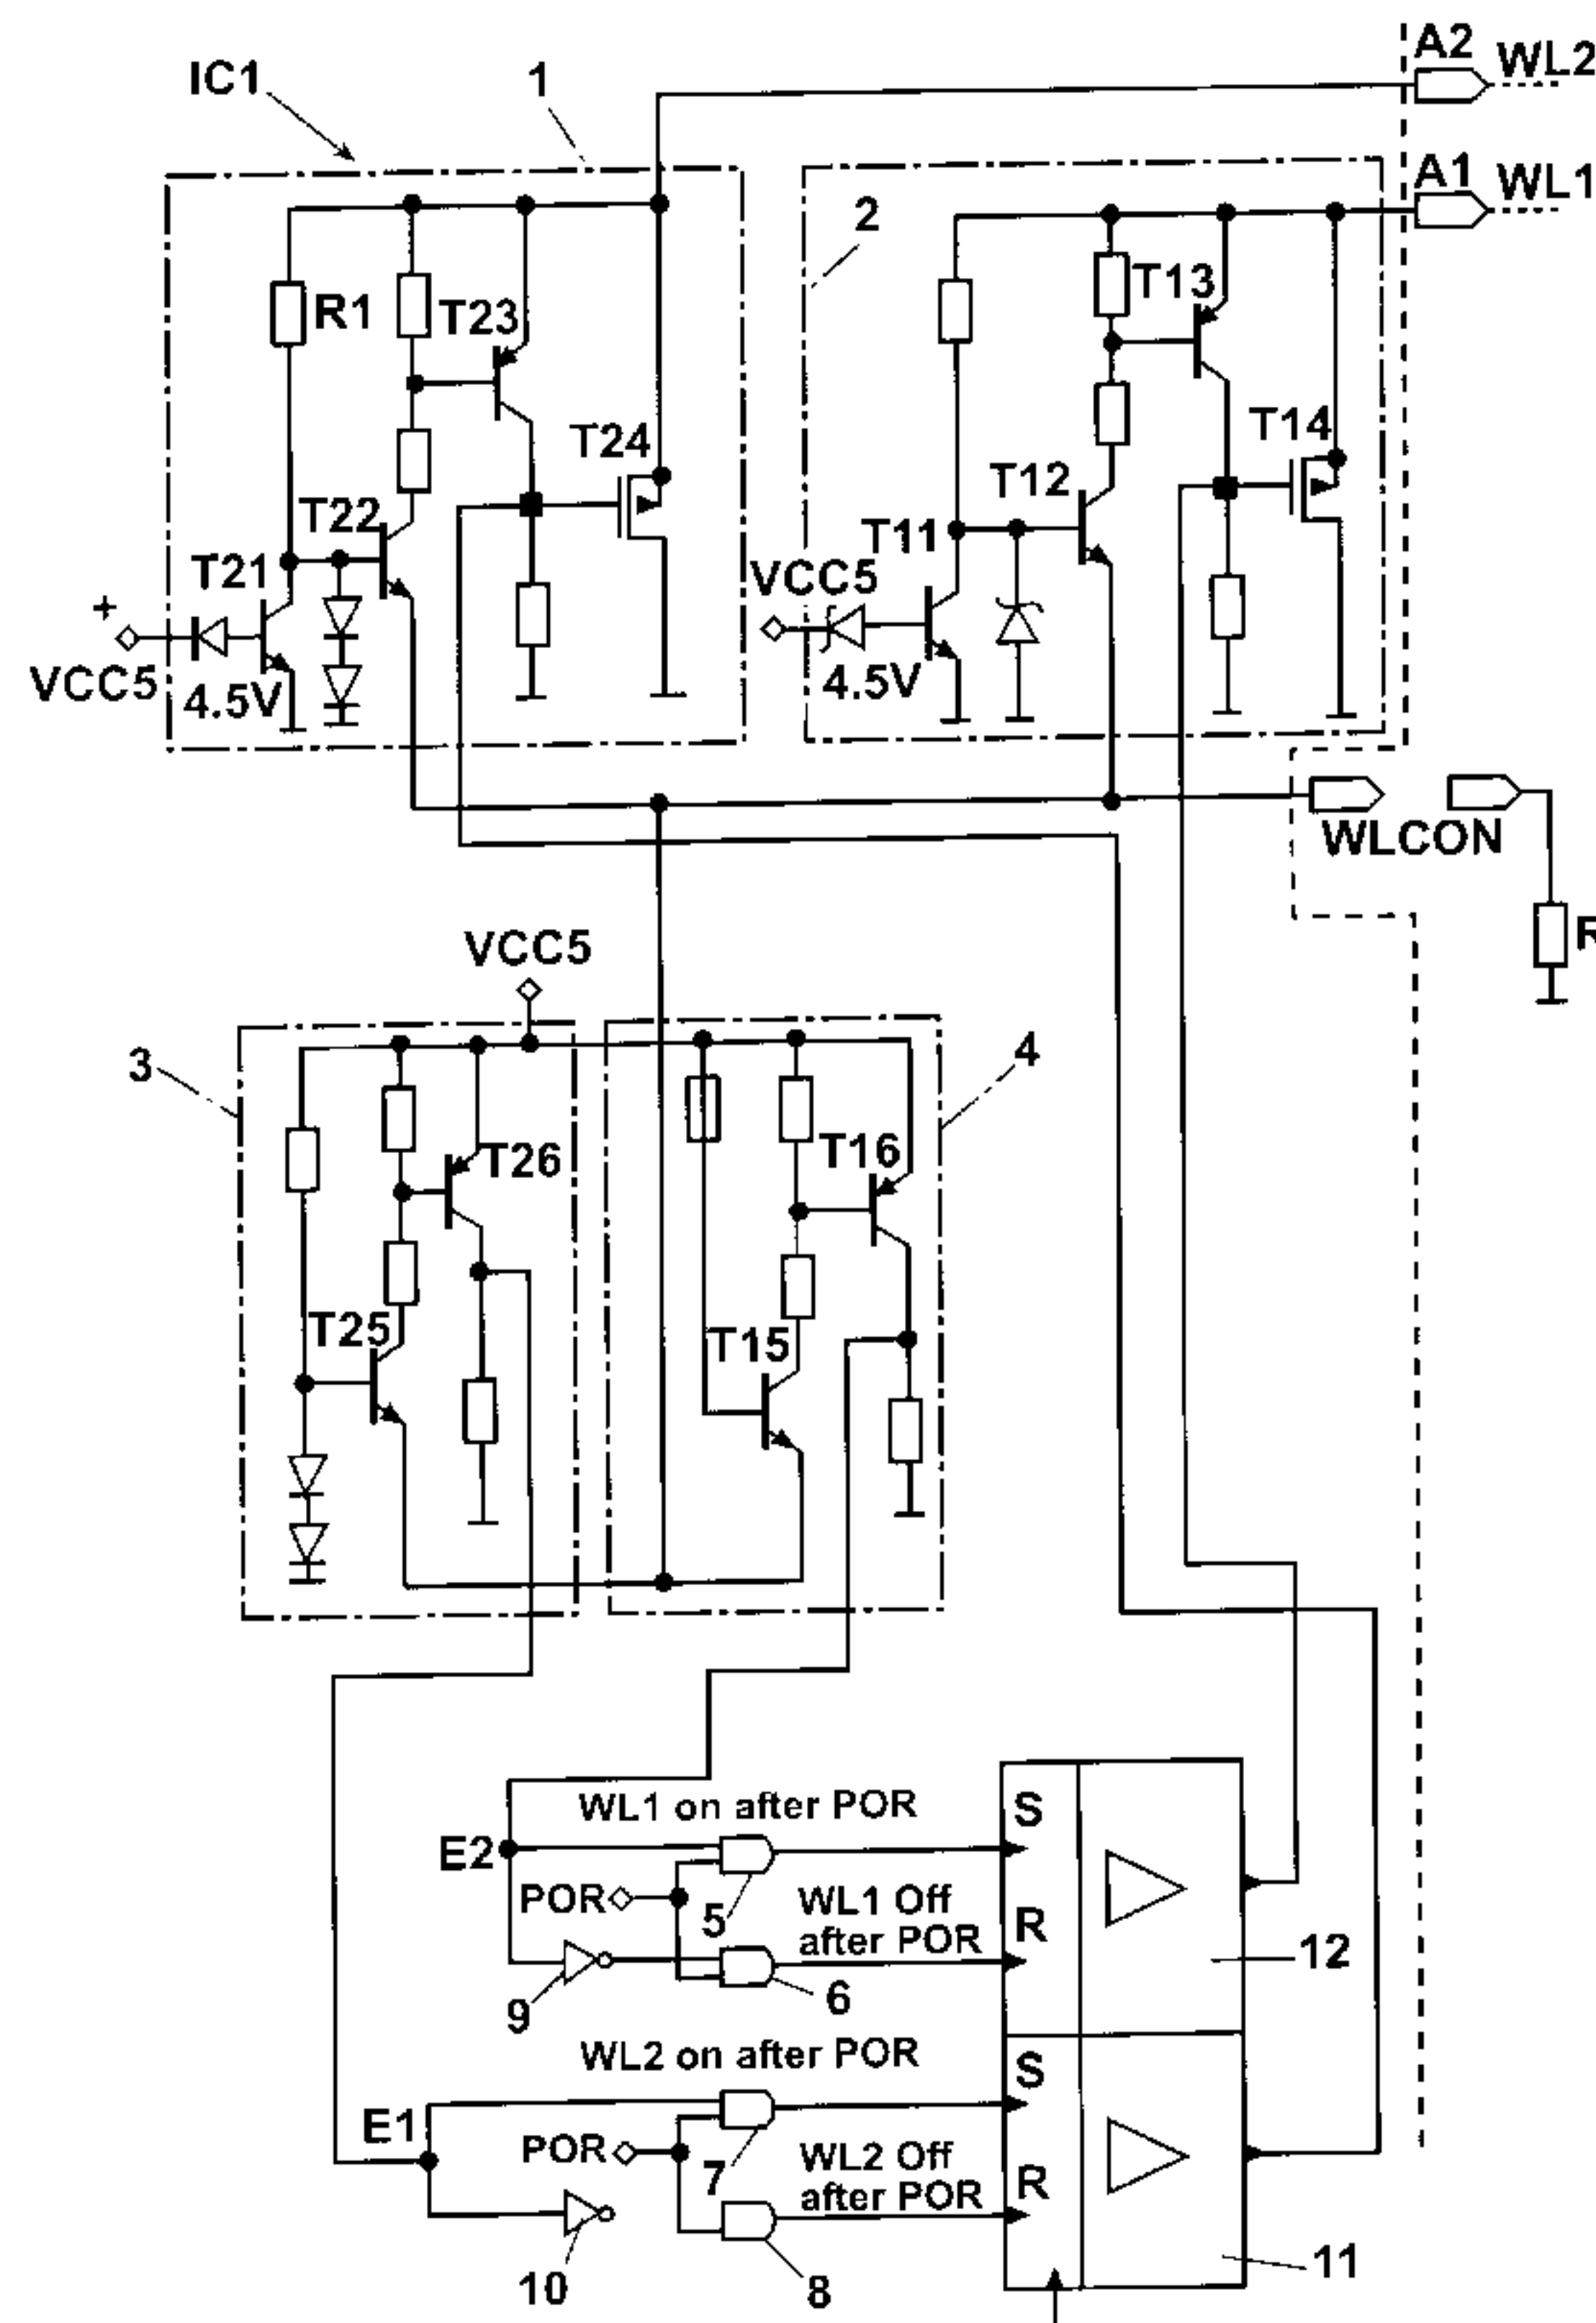 A2
WL2
IC1
1
A1
WL1
2
R1
T23
T13
T24
T14
T22
T12
T21
T11
VCC5
+
VCC5
4.5V
4.5V
WLCON
R
VCC5
3
4
T26
T16
T25
T15
WL1 on after POR
S
E2
POR
5
WL1 Off
after POR
R
12
9
6
WL2 on after POR
S
E1
POR
7
WL2 Off
after POR
R
10
8
11